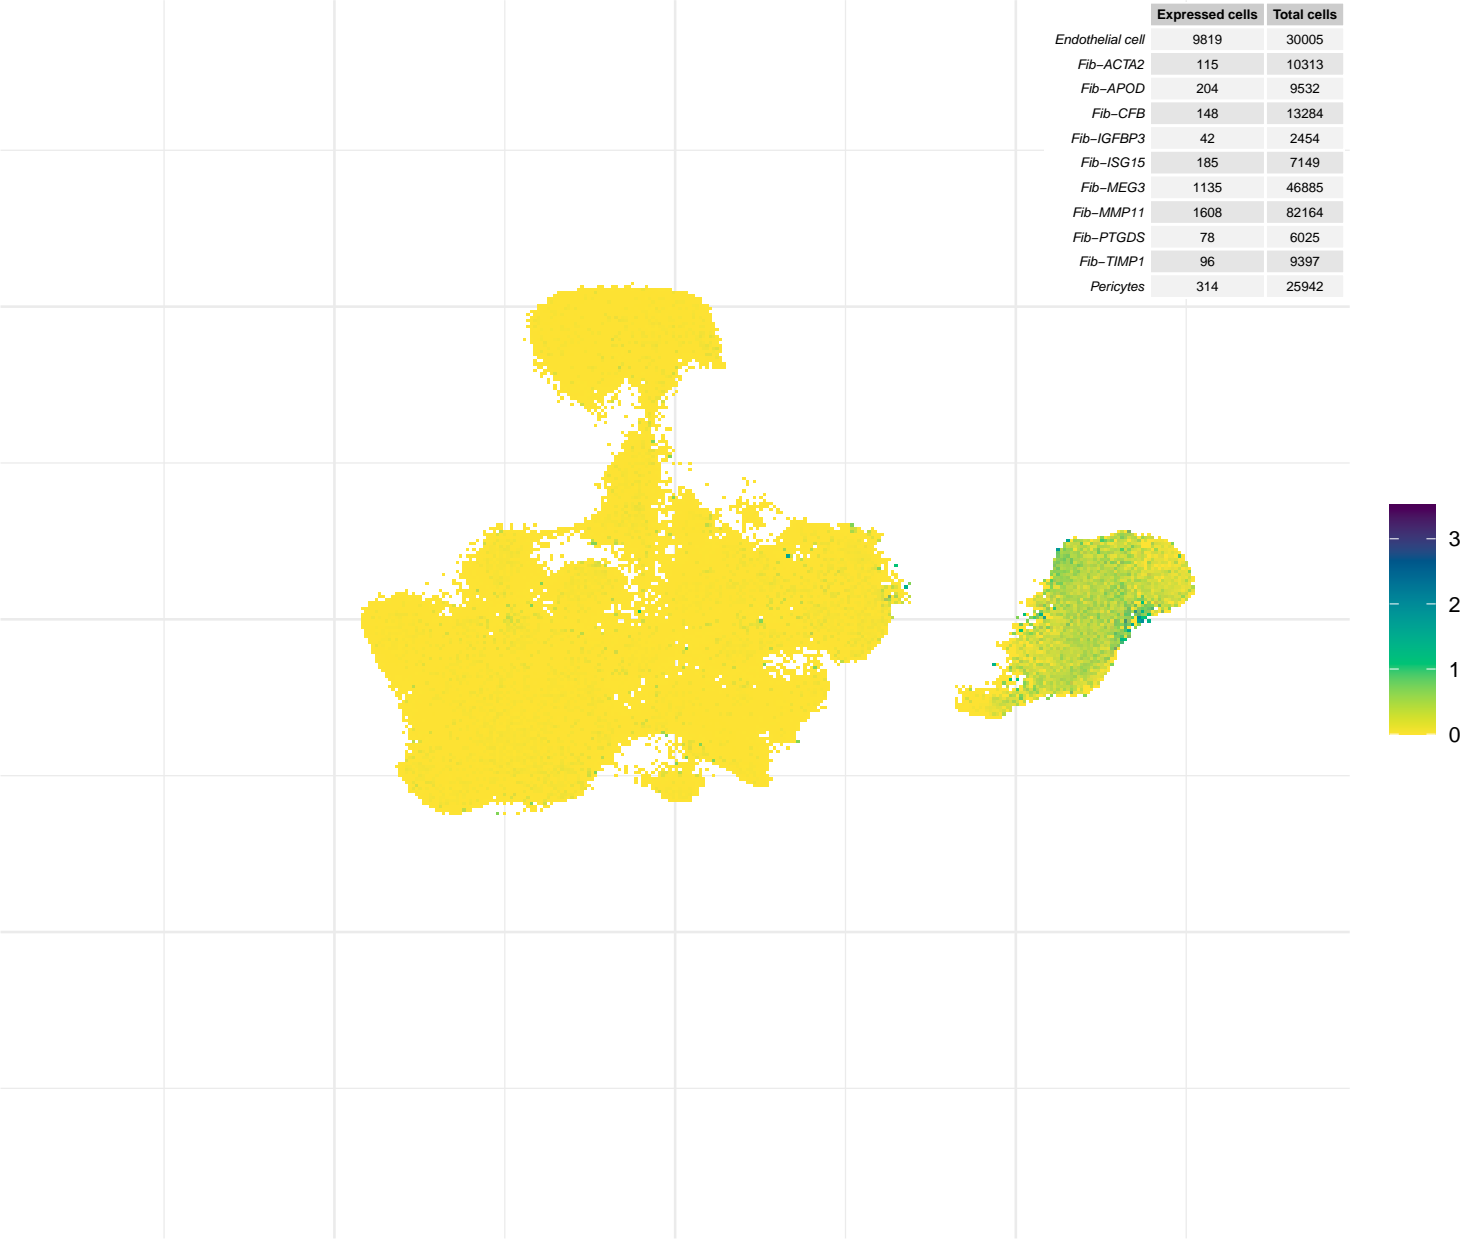 Expressed cells Total cells
Endothelial cell 9819 30005
Fib−ACTA2 115 10313
Fib−APOD 204 9532
Fib−CFB 148 13284
Fib−IGFBP3 42 2454
Fib−ISG15 185 7149
Fib−MEG3 1135 46885
Fib−MMP11 1608 82164
Fib−PTGDS 78 6025
Fib−TIMP1 96 9397
Pericytes 314 25942
3
2
1
0